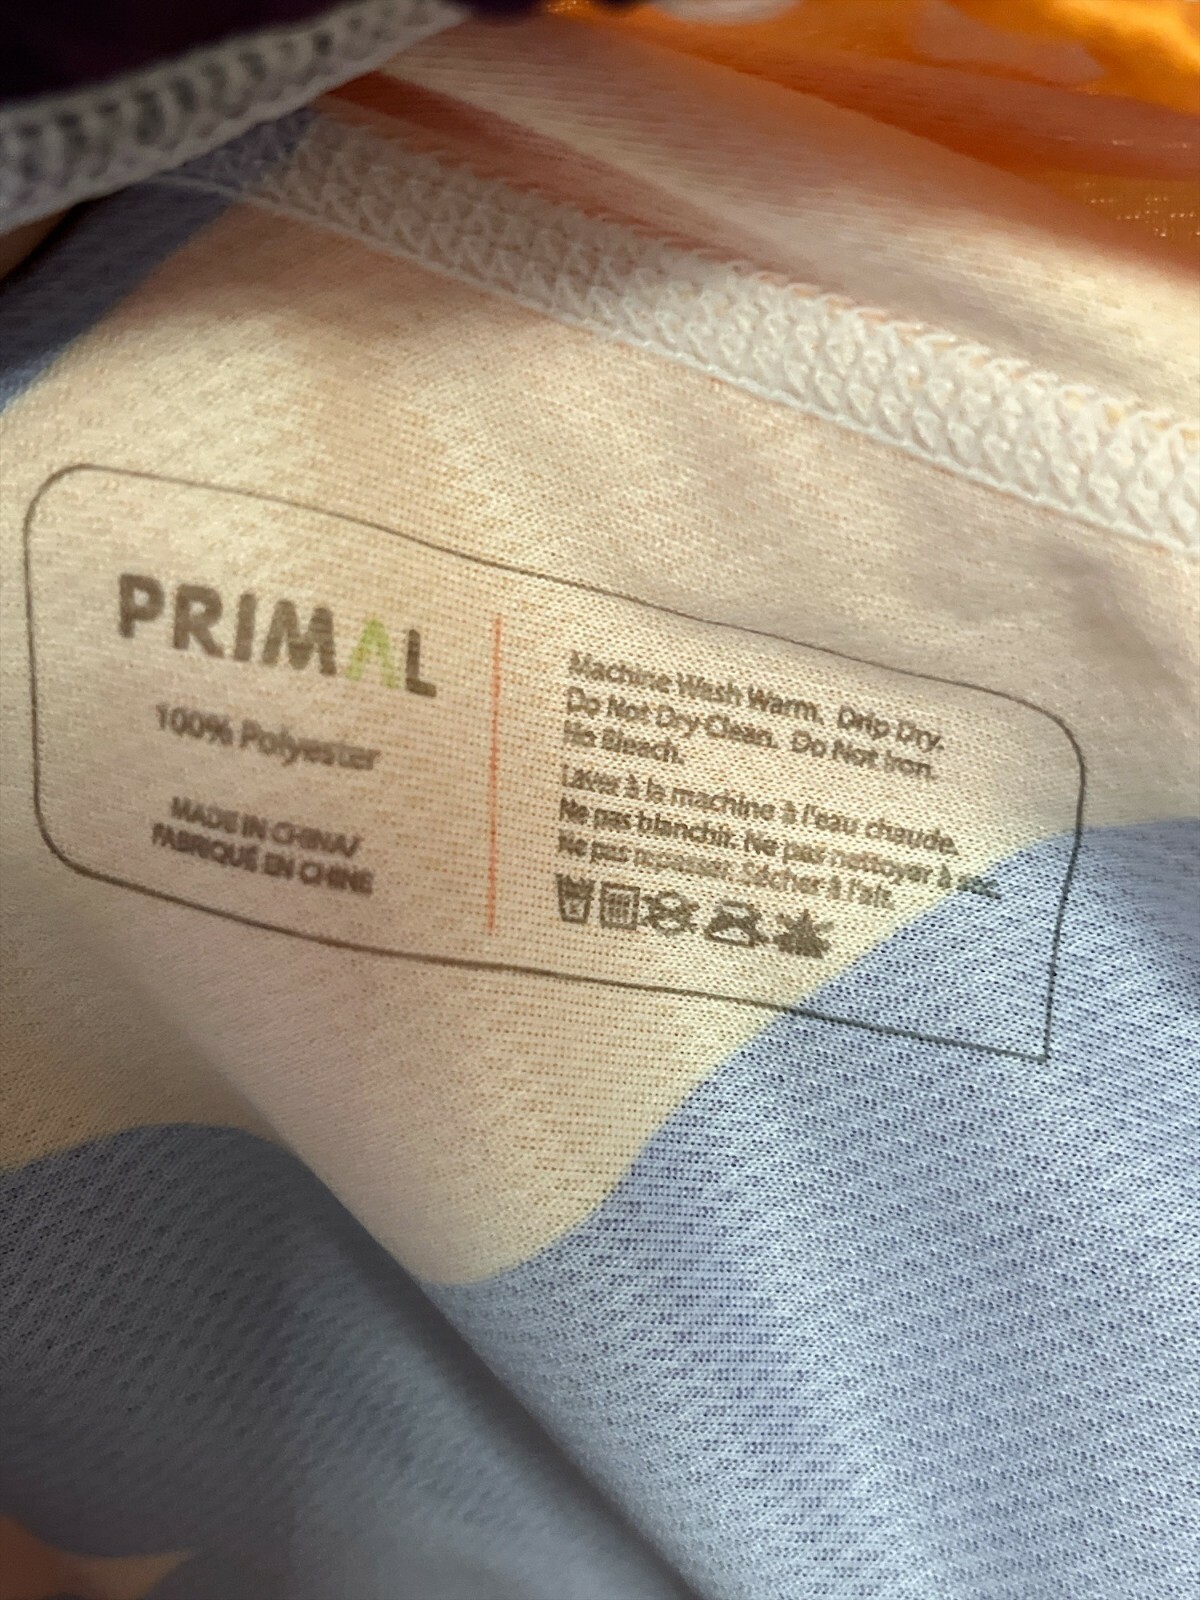 PRIMAL
100% Polyester
MADE IN CHINA/
FABRIQUÉ EN CHINE
Machine Wash Warm. Drip Dry.
Do Not Dry Clean. Do Not Iron.
No Bleach.
Laver à la machine à l'eau chaude.
Ne pas blanchir. Ne pas nettoyer à sec.
Ne pas repasser. Sécher à l'air.